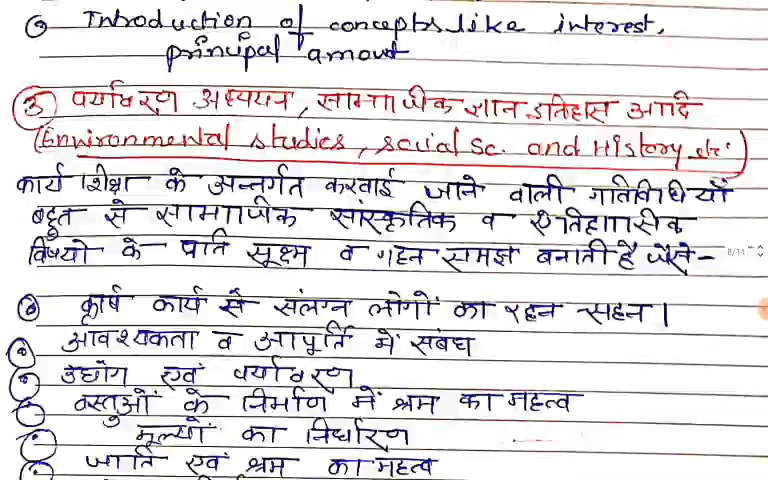 Introduction of concepts like interest,
principal amount
3 पर्यावरण अध्ययन, सामाजिक ज्ञान इतिहास आदि
(Environmental studies, social sc. and History etc.)
कार्य शिक्षा के अन्तर्गत करवाई जाने वाली गतिविधियाँ
बहुत से सामाजिक सांस्कृतिक व ऐतिहासिक
विषयो के प्रति सूक्ष्म व गहन समझ बनाती है जैसे-
8/14
कृषि कार्य से संलग्न लोगों का रहन-सहन।
आवश्यकता व आपूर्ति में संबंध
उद्योग एवं पर्यावरण
वस्तुओं के निर्माण में श्रम का महत्व
मूल्यों का निर्धारण
जाति एवं श्रम का महत्व